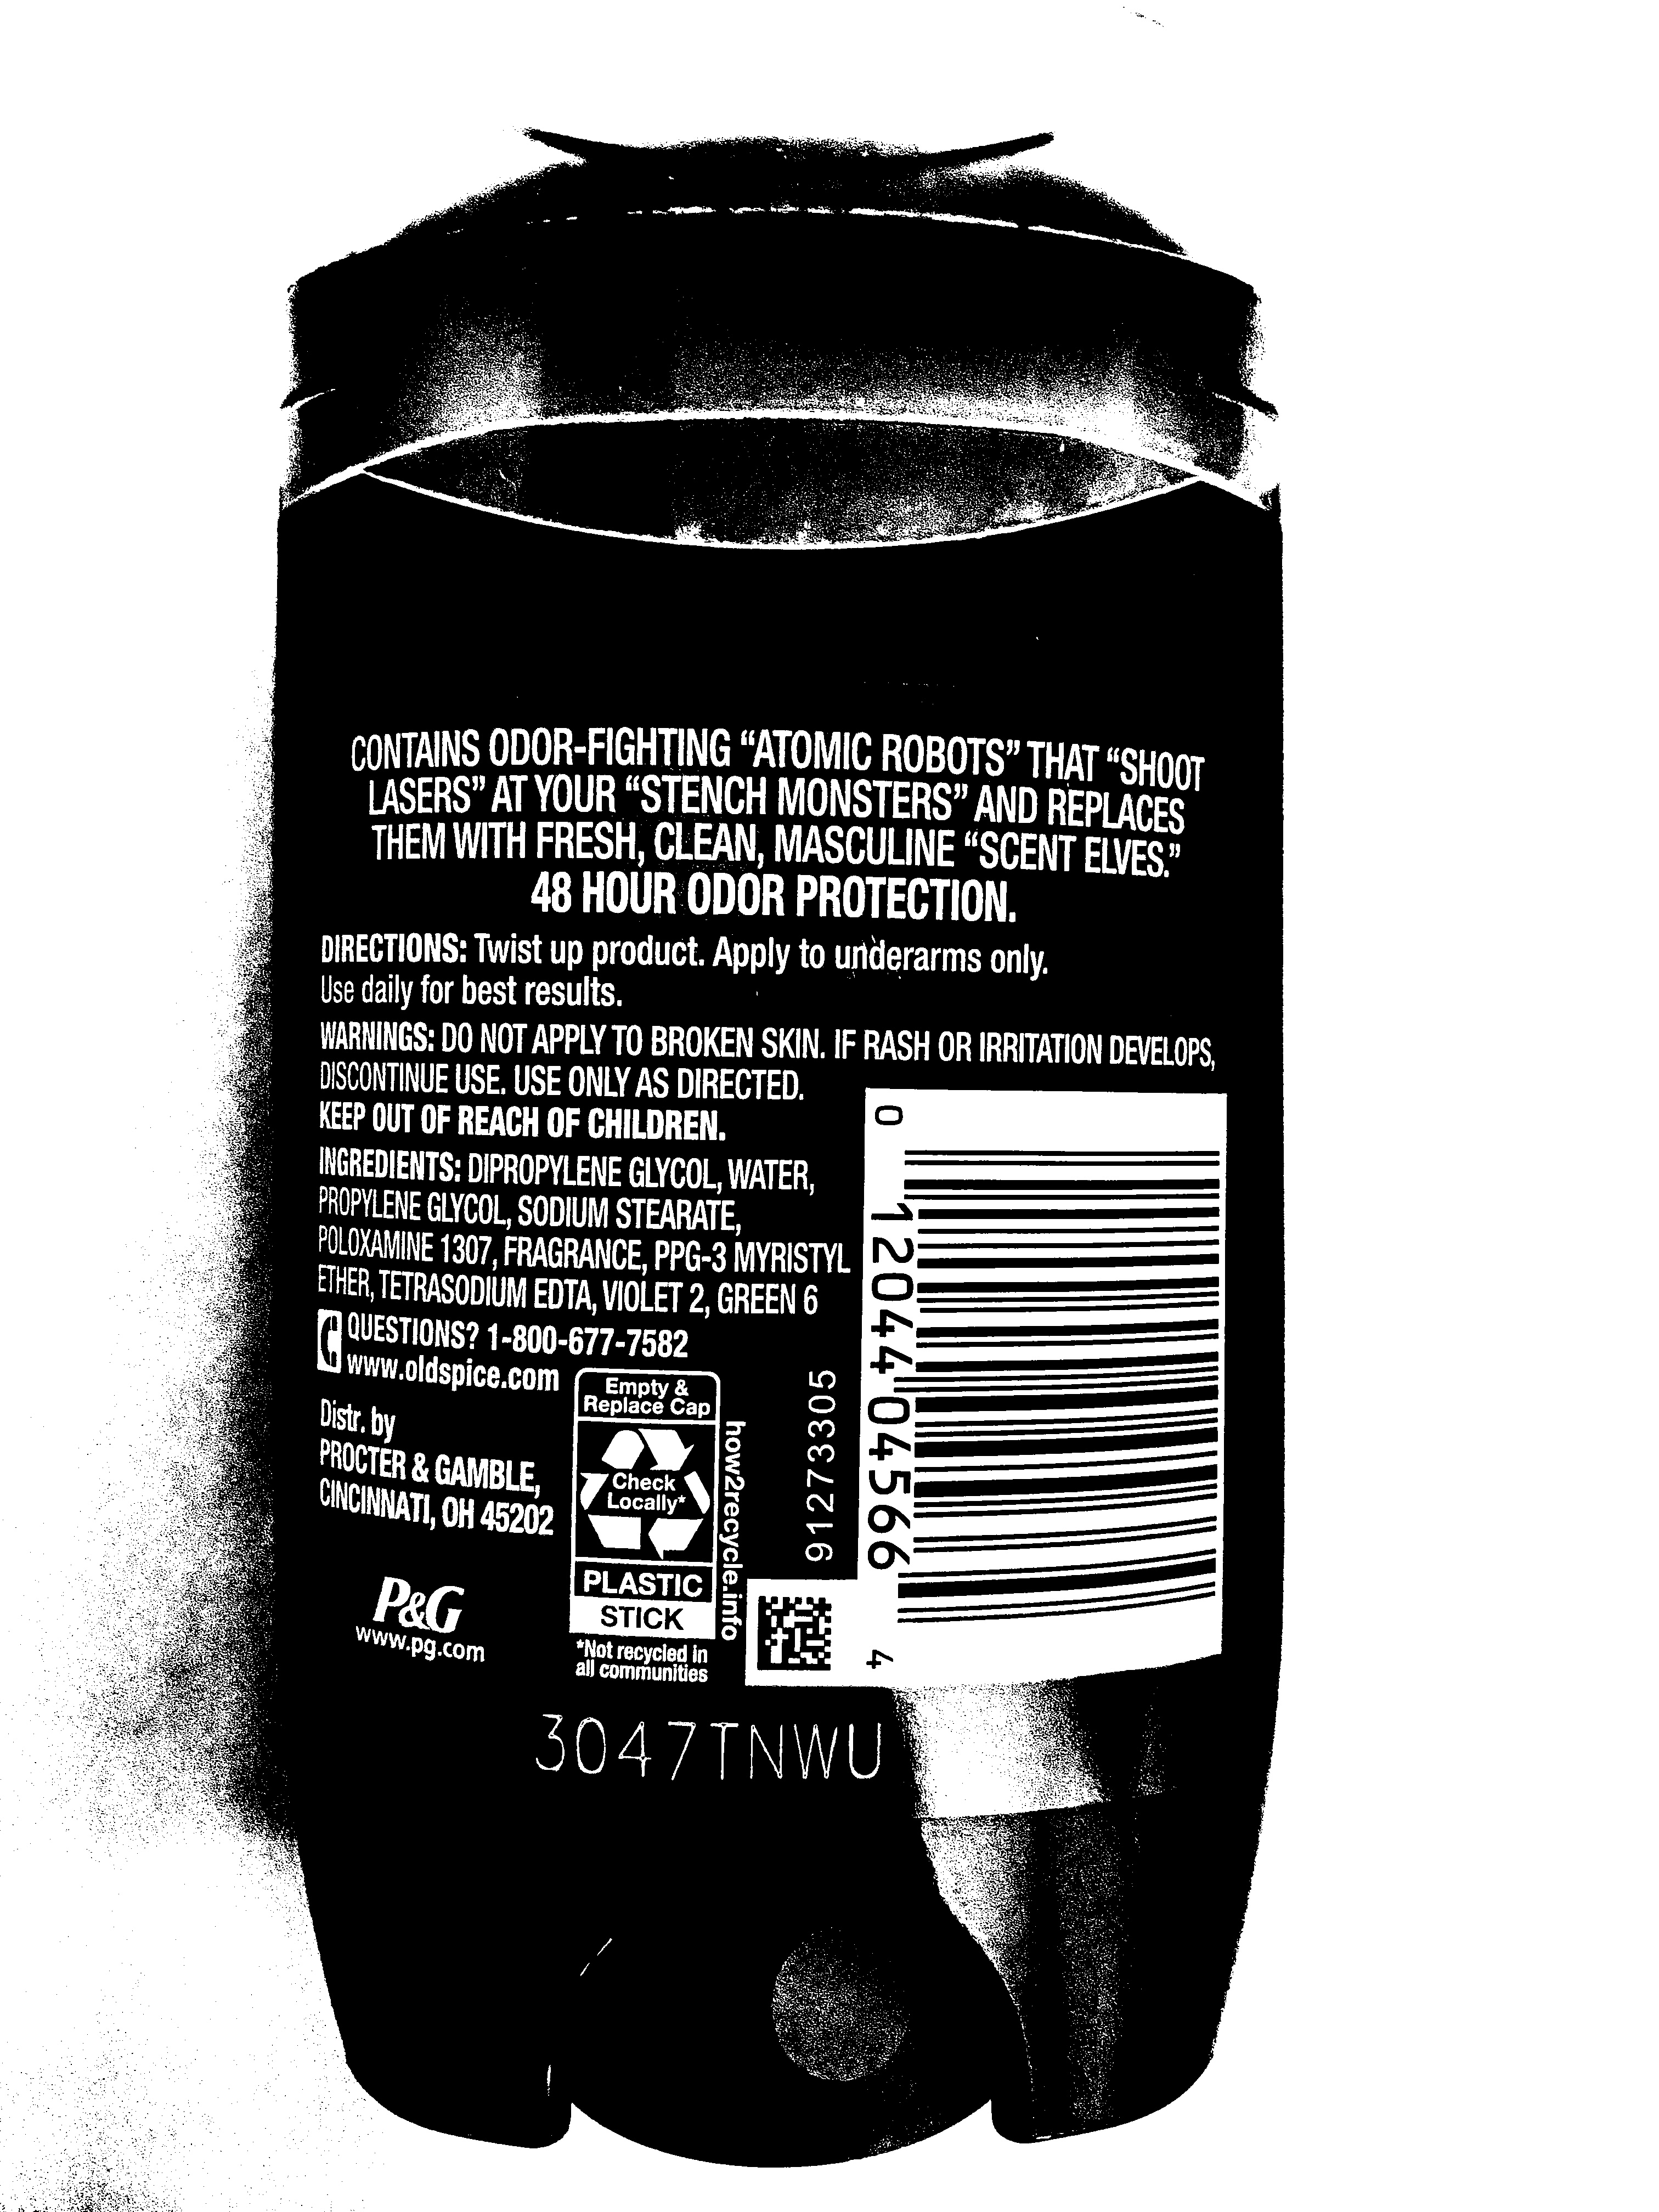 CONTAINS ODOR-FIGHTING “ATOMIC ROBOTS” THAT “SHOOT
LASERS” AT YOUR “STENCH MONSTERS” AND REPLACES
THEM WITH FRESH, CLEAN, MASCULINE “SCENT ELVES.”
48 HOUR ODOR PROTECTION.
DIRECTIONS: Twist up product. Apply to underarms only.
Use daily for best results.
WARNINGS: DO NOT APPLY TO BROKEN SKIN. IF RASH OR IRRITATION DEVELOPS,
DISCONTINUE USE. USE ONLY AS DIRECTED.
KEEP OUT OF REACH OF CHILDREN.
INGREDIENTS: DIPROPYLENE GLYCOL, WATER,
PROPYLENE GLYCOL, SODIUM STEARATE,
POLOXAMINE 1307, FRAGRANCE, PPG-3 MYRISTYL
ETHER, TETRASODIUM EDTA, VIOLET 2, GREEN 6
QUESTIONS? 1-800-677-7582
www.oldspice.com
Distr. by
PROCTER & GAMBLE,
CINCINNATI, OH 45202
P&G
www.pg.com
Empty &
Replace Cap
Check
Locally*
PLASTIC
STICK
*Not recycled in
all communities
how2recycle.info
91273305
0 12044 04566 4
3047TNWU